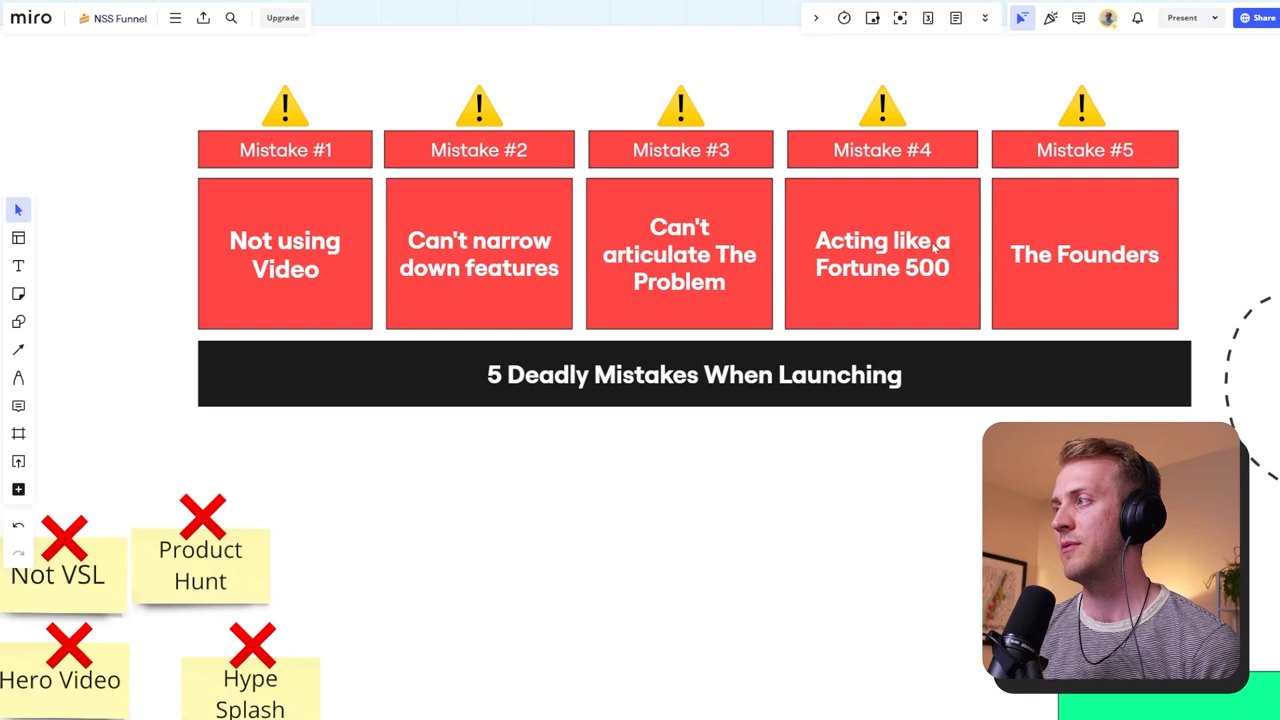 miro
NSS Funnel
Upgrade
3
Present
Share
Mistake #1
Mistake #2
Mistake #3
Mistake #4
Mistake #5
Not using
Video
Can't narrow
down features
Can't
articulate The
Problem
Acting like a
Fortune 500
The Founders
5 Deadly Mistakes When Launching
Not VSL
Product
Hunt
Hero Video
Hype
Splash